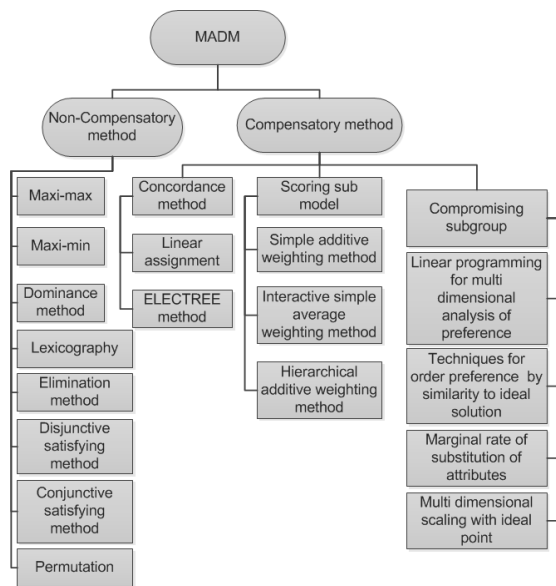 MADM
Non-Compensatory
method
Compensatory method
Maxi-max
Maxi-min
Dominance
method
Lexicography
Elimination
method
Disjunctive
satisfying
method
Conjunctive
satisfying
method
Permutation
Concordance
method
Linear
assignment
ELECTREE
method
Scoring sub
model
Simple additive
weighting method
Interactive simple
average
weighting method
Hierarchical
additive weighting
method
Compromising
subgroup
Linear programming
for multi
dimensional analysis
of preference
Techniques for
order preference by
similarity to ideal
solution
Marginal rate of
substitution of
attributes
Multi dimensional
scaling with ideal
point